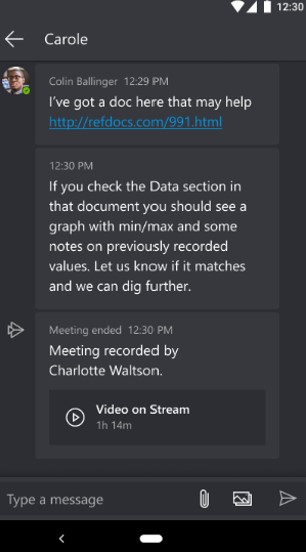 12:30
Carole
Colin Ballinger 12:29 PM
I've got a doc here that may help
http://refdocs.com/991.html
12:30 PM
If you check the Data section in
that document you should see a
graph with min/max and some
notes on previously recorded
values. Let us know if it matches
and we can dig further.
Meeting ended 12:30 PM
Meeting recorded by
Charlotte Waltson.
Video on Stream
1h 14m
Type a message